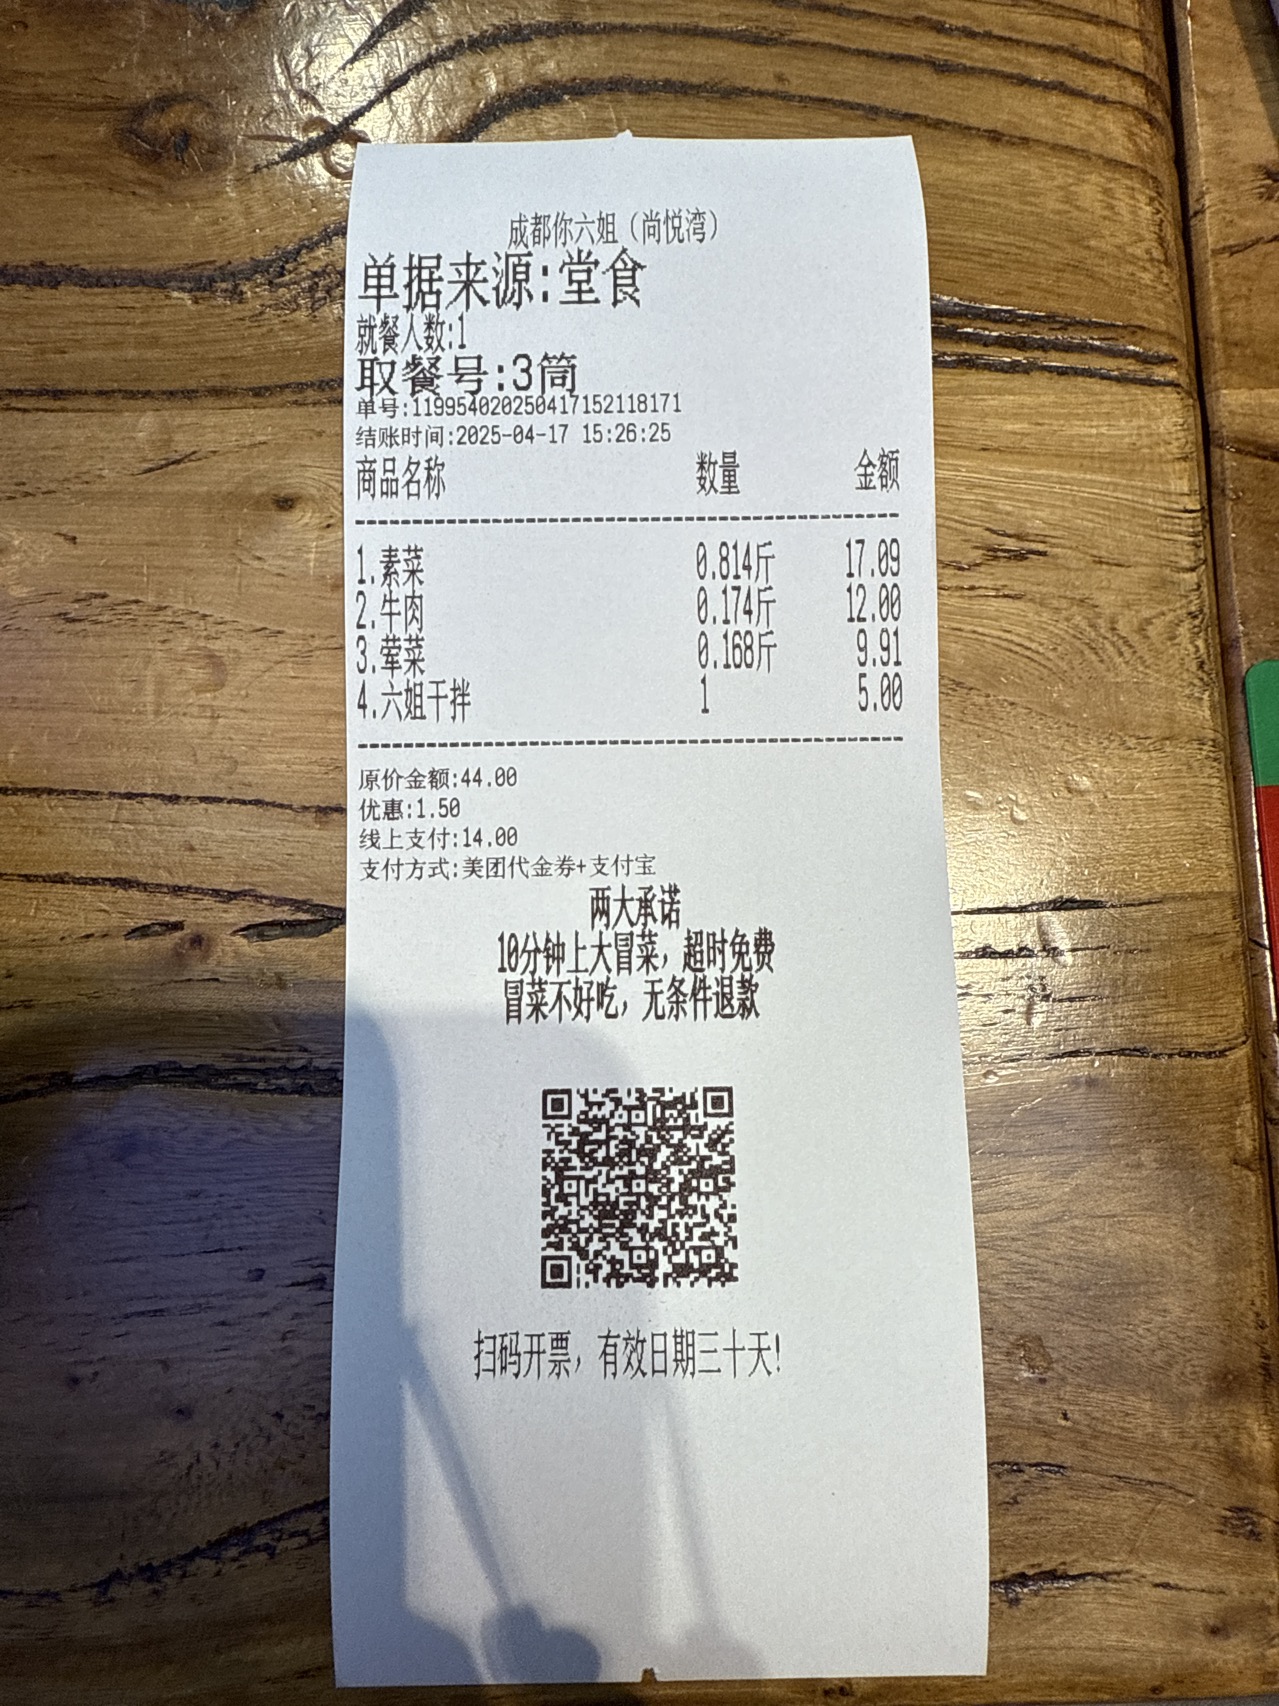 成都你六姐（尚悦湾）
单据来源:堂食
就餐人数:1
取餐号:3筒
单号:119954020250417152118171
结账时间:2025-04-17 15:26:25
商品名称 数量 金额
1.素菜 0.814斤 17.09
2.牛肉 0.174斤 12.00
3.荤菜 0.168斤 9.91
4.六姐干拌 1 5.00
原价金额:44.00
优惠:1.50
线上支付:14.00
支付方式:美团代金券+支付宝
两大承诺
10分钟上大冒菜，超时免费
冒菜不好吃，无条件退款
扫码开票，有效日期三十天!